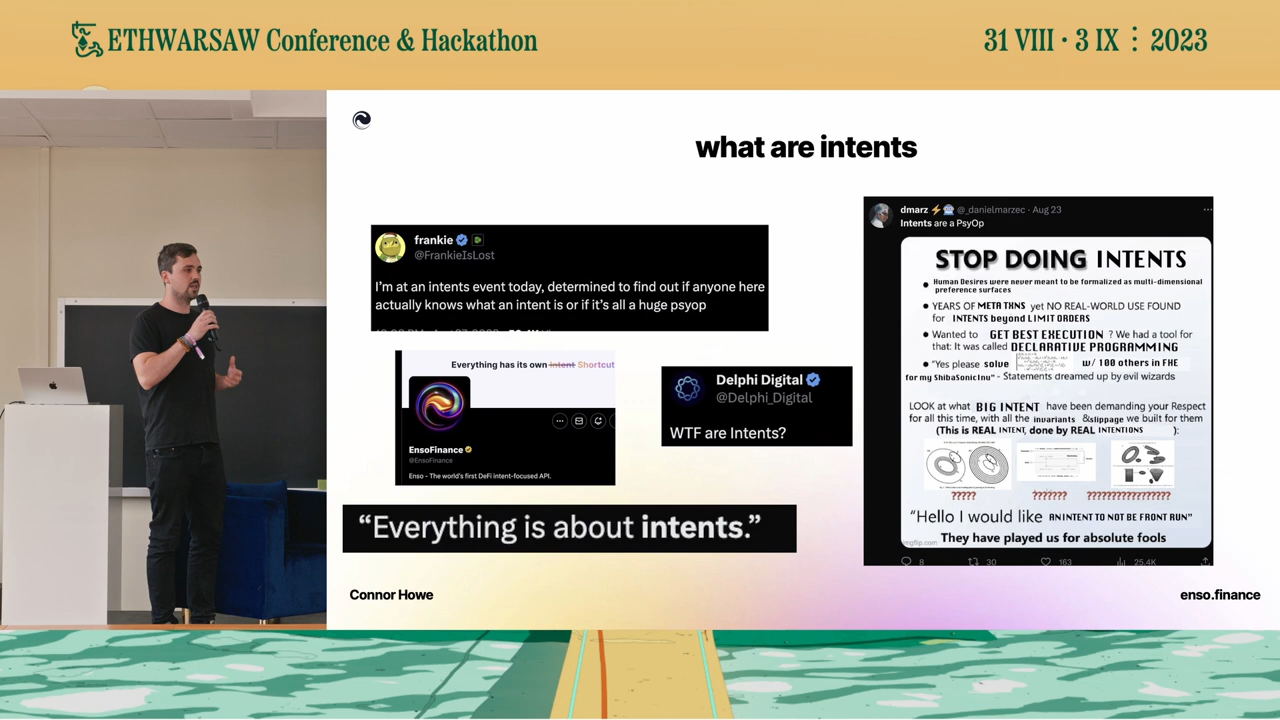 ETHWARSAW Conference & Hackathon
31 VIII · 3 IX ⋮ 2023
what are intents
frankie
@FrankieIsLost
I'm at an intents event today, determined to find out if anyone here
actually knows what an intent is or if it's all a huge psyop
Everything has its own intent Shortcut
EnsoFinance
@EnsoFinance
Enso - The world's first DeFi intent-focused API.
Delphi Digital
@Delphi_Digital
WTF are Intents?
“Everything is about intents.”
dmarz ⚡ @_danielmarzec · Aug 23
Intents are a PsyOp
STOP DOING INTENTS
● Human Desires were never meant to be formalized as multi-dimensional
preference surfaces
● YEARS OF META TXNS yet NO REAL-WORLD USE FOUND
for INTENTS beyond LIMIT ORDERS
● Wanted to GET BEST EXECUTION ? We had a tool for
that: It was called DECLARATIVE PROGRAMMING
● "Yes please solve w/ 100 others in FHE
for my ShibaSonicInu" - Statements dreamed up by evil wizards
LOOK at what BIG INTENT have been demanding your Respect
for all this time, with all the invariants &slippage we built for them
(This is REAL INTENT, done by REAL INTENTIONS ):
????? ??????? ?????????????????
“Hello I would like AN INTENT TO NOT BE FRONT RUN”
They have played us for absolute fools
imgflip.com
8 30 163 25.4K
Connor Howe
enso.finance